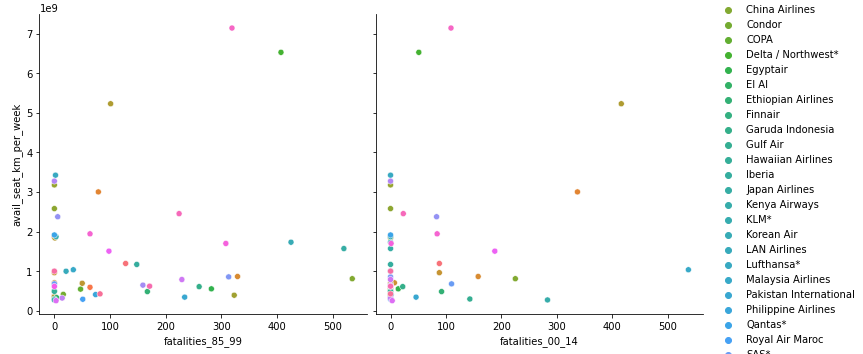 1e9
7
6
5
4
3
2
1
0
avail_seat_km_per_week
0 100 200 300 400 500
fatalities_85_99
0 100 200 300 400 500
fatalities_00_14
China Airlines
Condor
COPA
Delta / Northwest*
Egyptair
El Al
Ethiopian Airlines
Finnair
Garuda Indonesia
Gulf Air
Hawaiian Airlines
Iberia
Japan Airlines
Kenya Airways
KLM*
Korean Air
LAN Airlines
Lufthansa*
Malaysia Airlines
Pakistan International
Philippine Airlines
Qantas*
Royal Air Maroc
SAS*